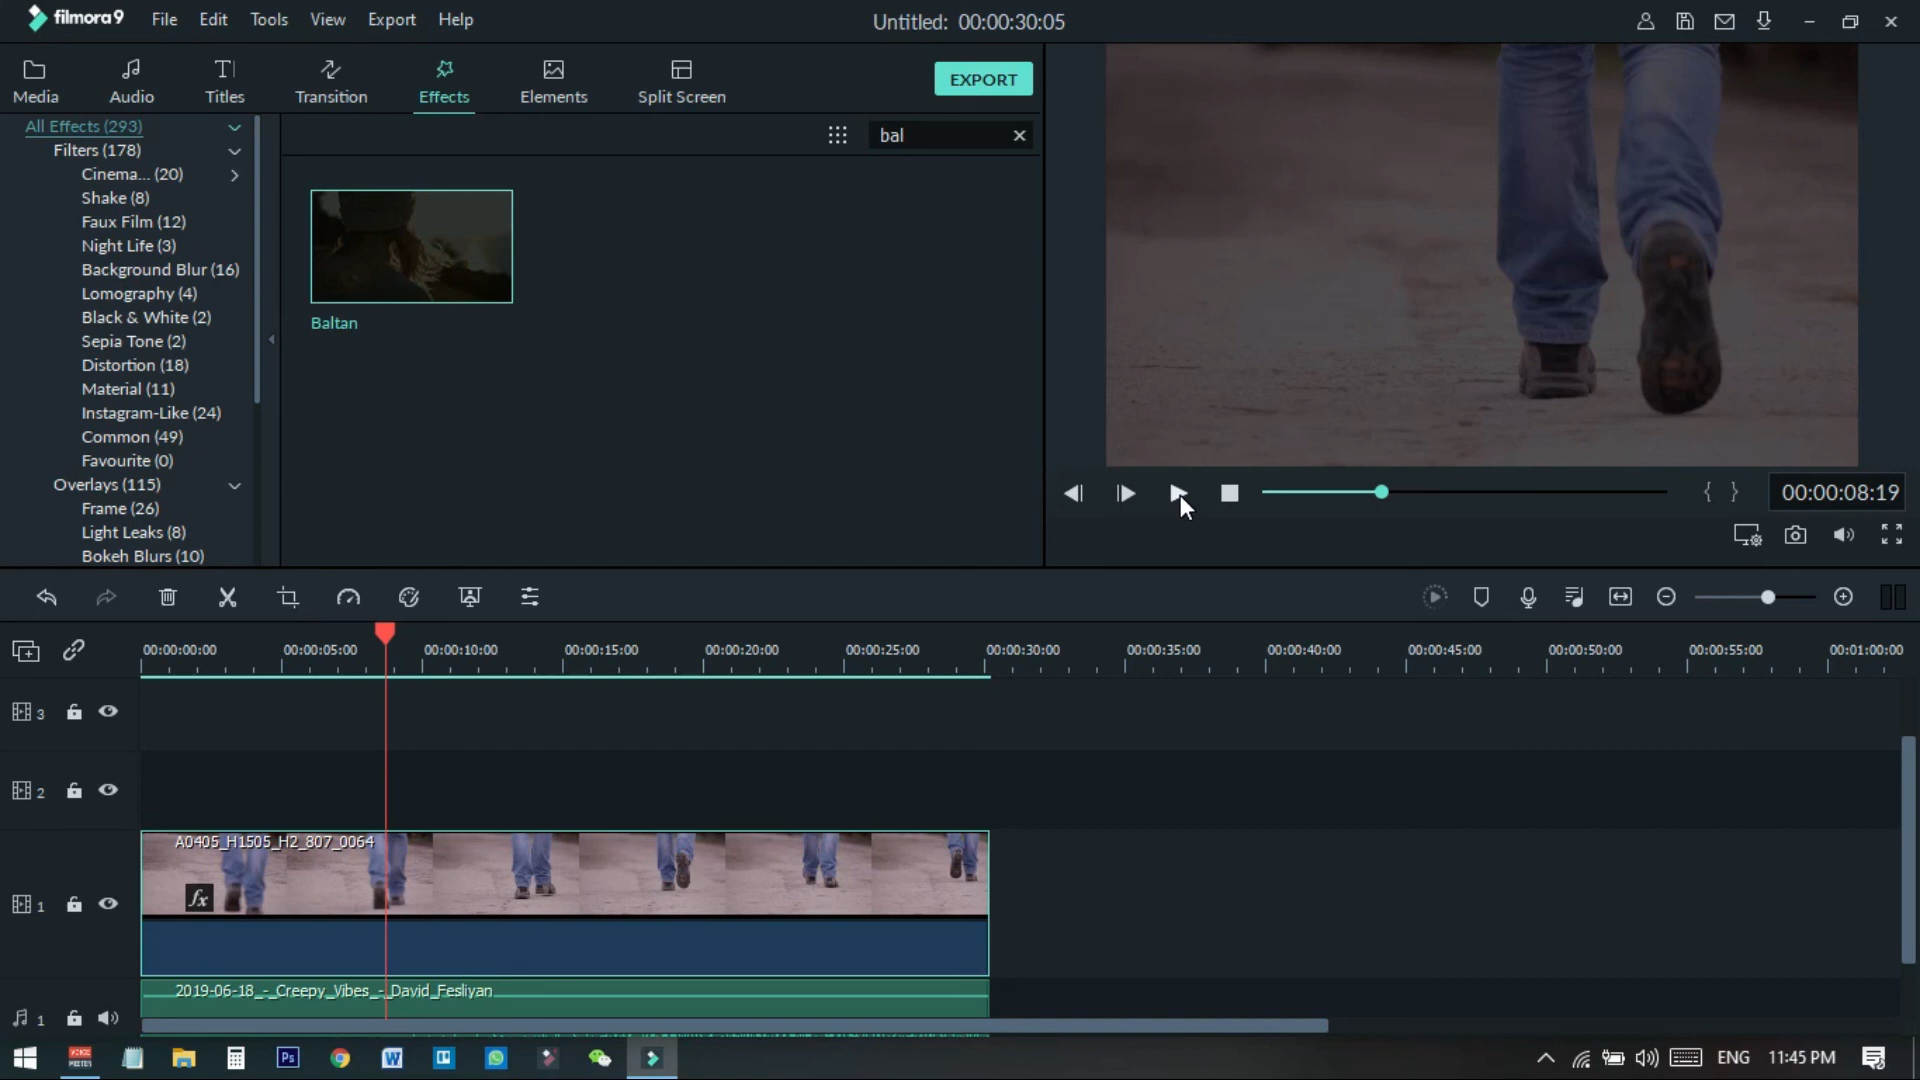 filmora9 File Edit Tools View Export Help Untitled: 00:00:30:05
Media Audio Titles Transition Effects Elements Split Screen EXPORT
All Effects (293)
Filters (178)
Cinema... (20)
Shake (8)
Faux Film (12)
Night Life (3)
Background Blur (16)
Lomography (4)
Black & White (2)
Sepia Tone (2)
Distortion (18)
Material (11)
Instagram-Like (24)
Common (49)
Favourite (0)
Overlays (115)
Frame (26)
Light Leaks (8)
Bokeh Blurs (10)
bal
Baltan
{ } 00:00:08:19
00:00:00:00 00:00:05:00 00:00:10:00 00:00:15:00 00:00:20:00 00:00:25:00 00:00:30:00 00:00:35:00 00:00:40:00 00:00:45:00 00:00:50:00 00:00:55:00 00:01:00:00
3
2
A0405_H1505_H2_807_0064
fx
1
2019-06-18_-_Creepy_Vibes_-_David_Fesliyan
1
Ps W ENG 11:45 PM